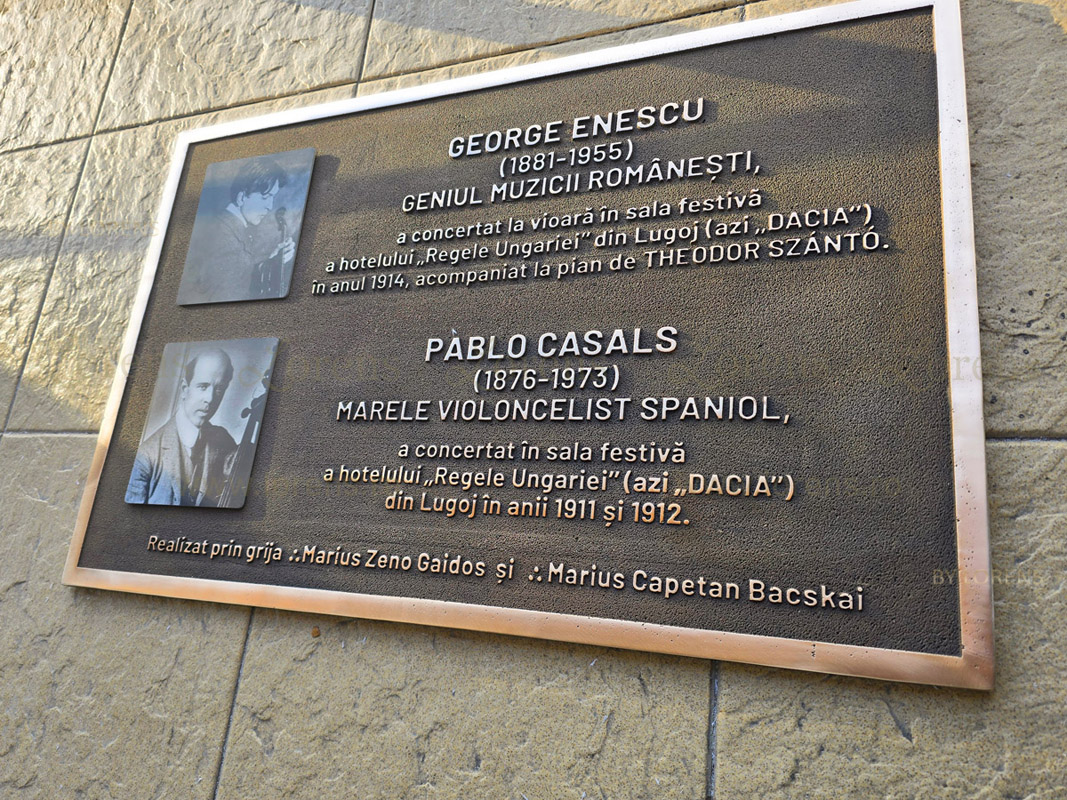 GEORGE ENESCU
(1881-1955)
GENIUL MUZICII ROMÂNEȘTI,
a concertat la vioară în sala festivă
a hotelului „Regele Ungariei” din Lugoj (azi „DACIA”)
în anul 1914, acompaniat la pian de THEODOR SZÁNTÓ.
PÀBLO CASALS
(1876-1973)
MARELE VIOLONCELIST SPANIOL,
a concertat în sala festivă
a hotelului „Regele Ungariei” (azi „DACIA”)
din Lugoj în anii 1911 și 1912.
Realizat prin grija ∴Marius Zeno Gaidos și ∴Marius Capetan Bacskai